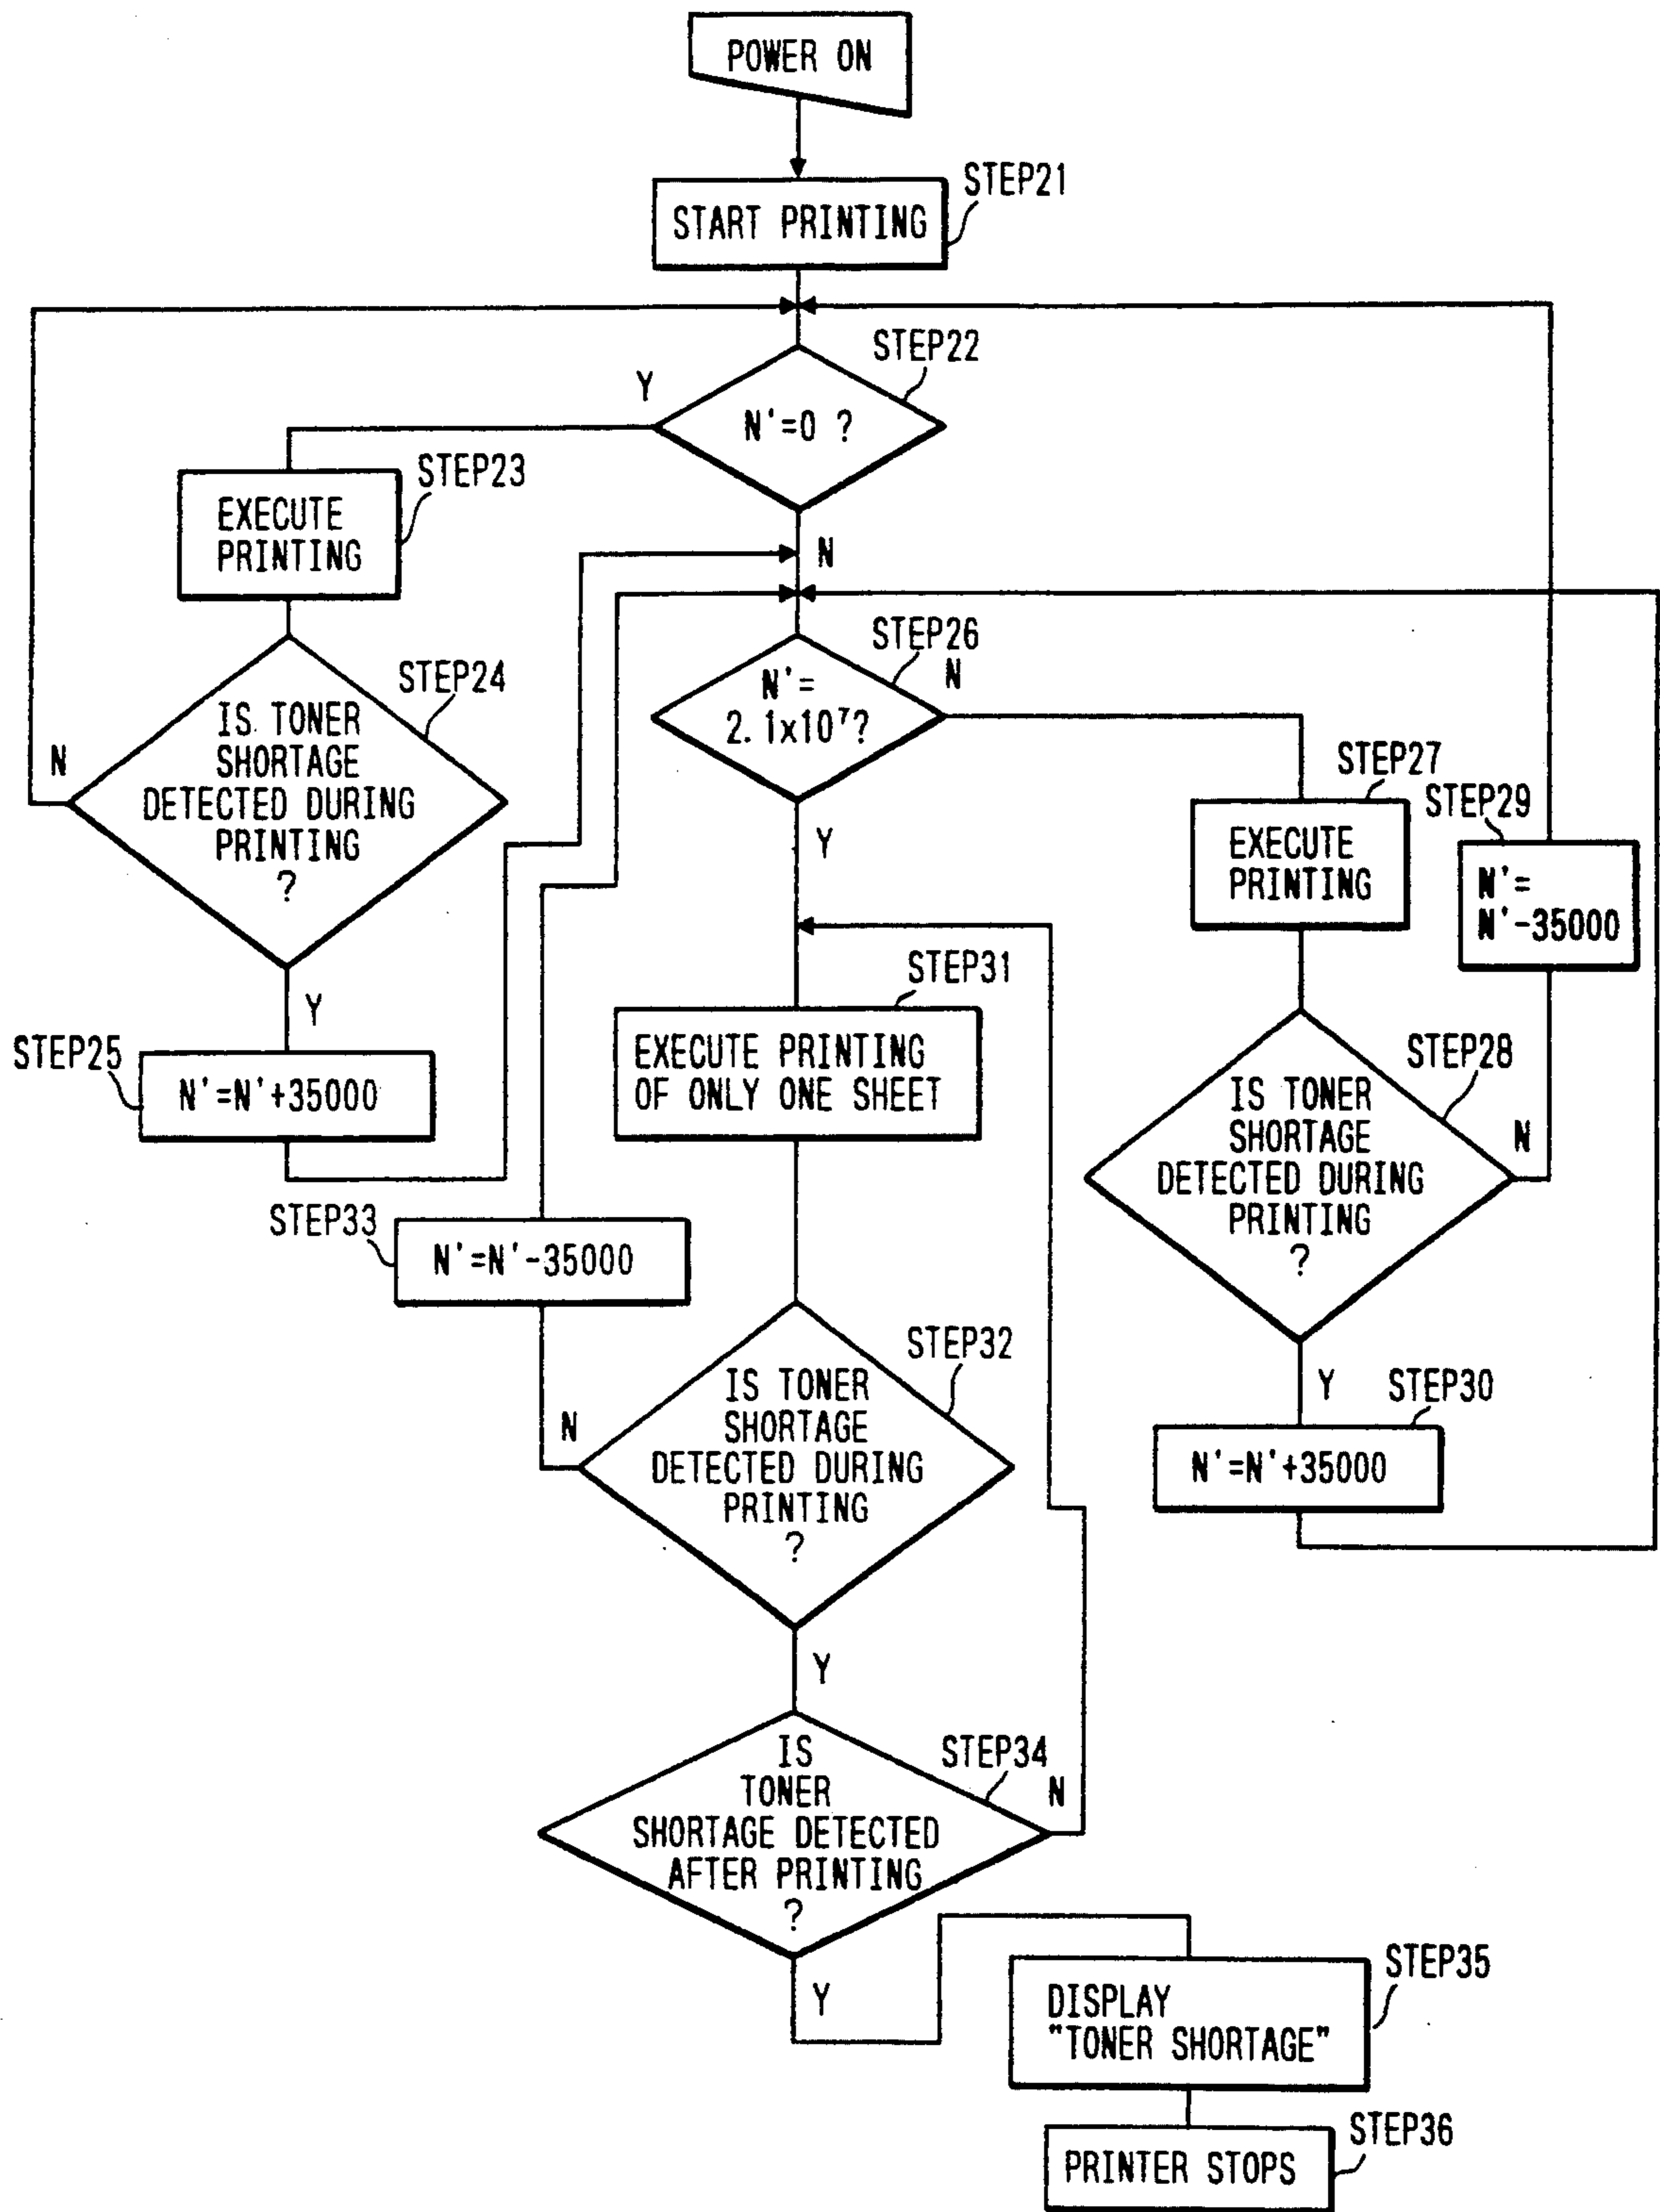 POWER ON
STEP21
START PRINTING
STEP22
Y
N'=0 ?
STEP23
EXECUTE
PRINTING
N
STEP24
IS TONER
SHORTAGE
DETECTED DURING
PRINTING
?
N
Y
STEP25
N'=N'+35000
STEP26
N'=
2.1x10⁷?
N
Y
STEP27
EXECUTE
PRINTING
STEP29
N'=
N'-35000
STEP28
IS TONER
SHORTAGE
DETECTED DURING
PRINTING
?
N
Y
STEP30
N'=N'+35000
STEP31
EXECUTE PRINTING
OF ONLY ONE SHEET
STEP33
N'=N'-35000
STEP32
IS TONER
SHORTAGE
DETECTED DURING
PRINTING
?
N
Y
STEP34
IS
TONER
SHORTAGE DETECTED
AFTER PRINTING
?
N
Y
STEP35
DISPLAY
"TONER SHORTAGE"
STEP36
PRINTER STOPS